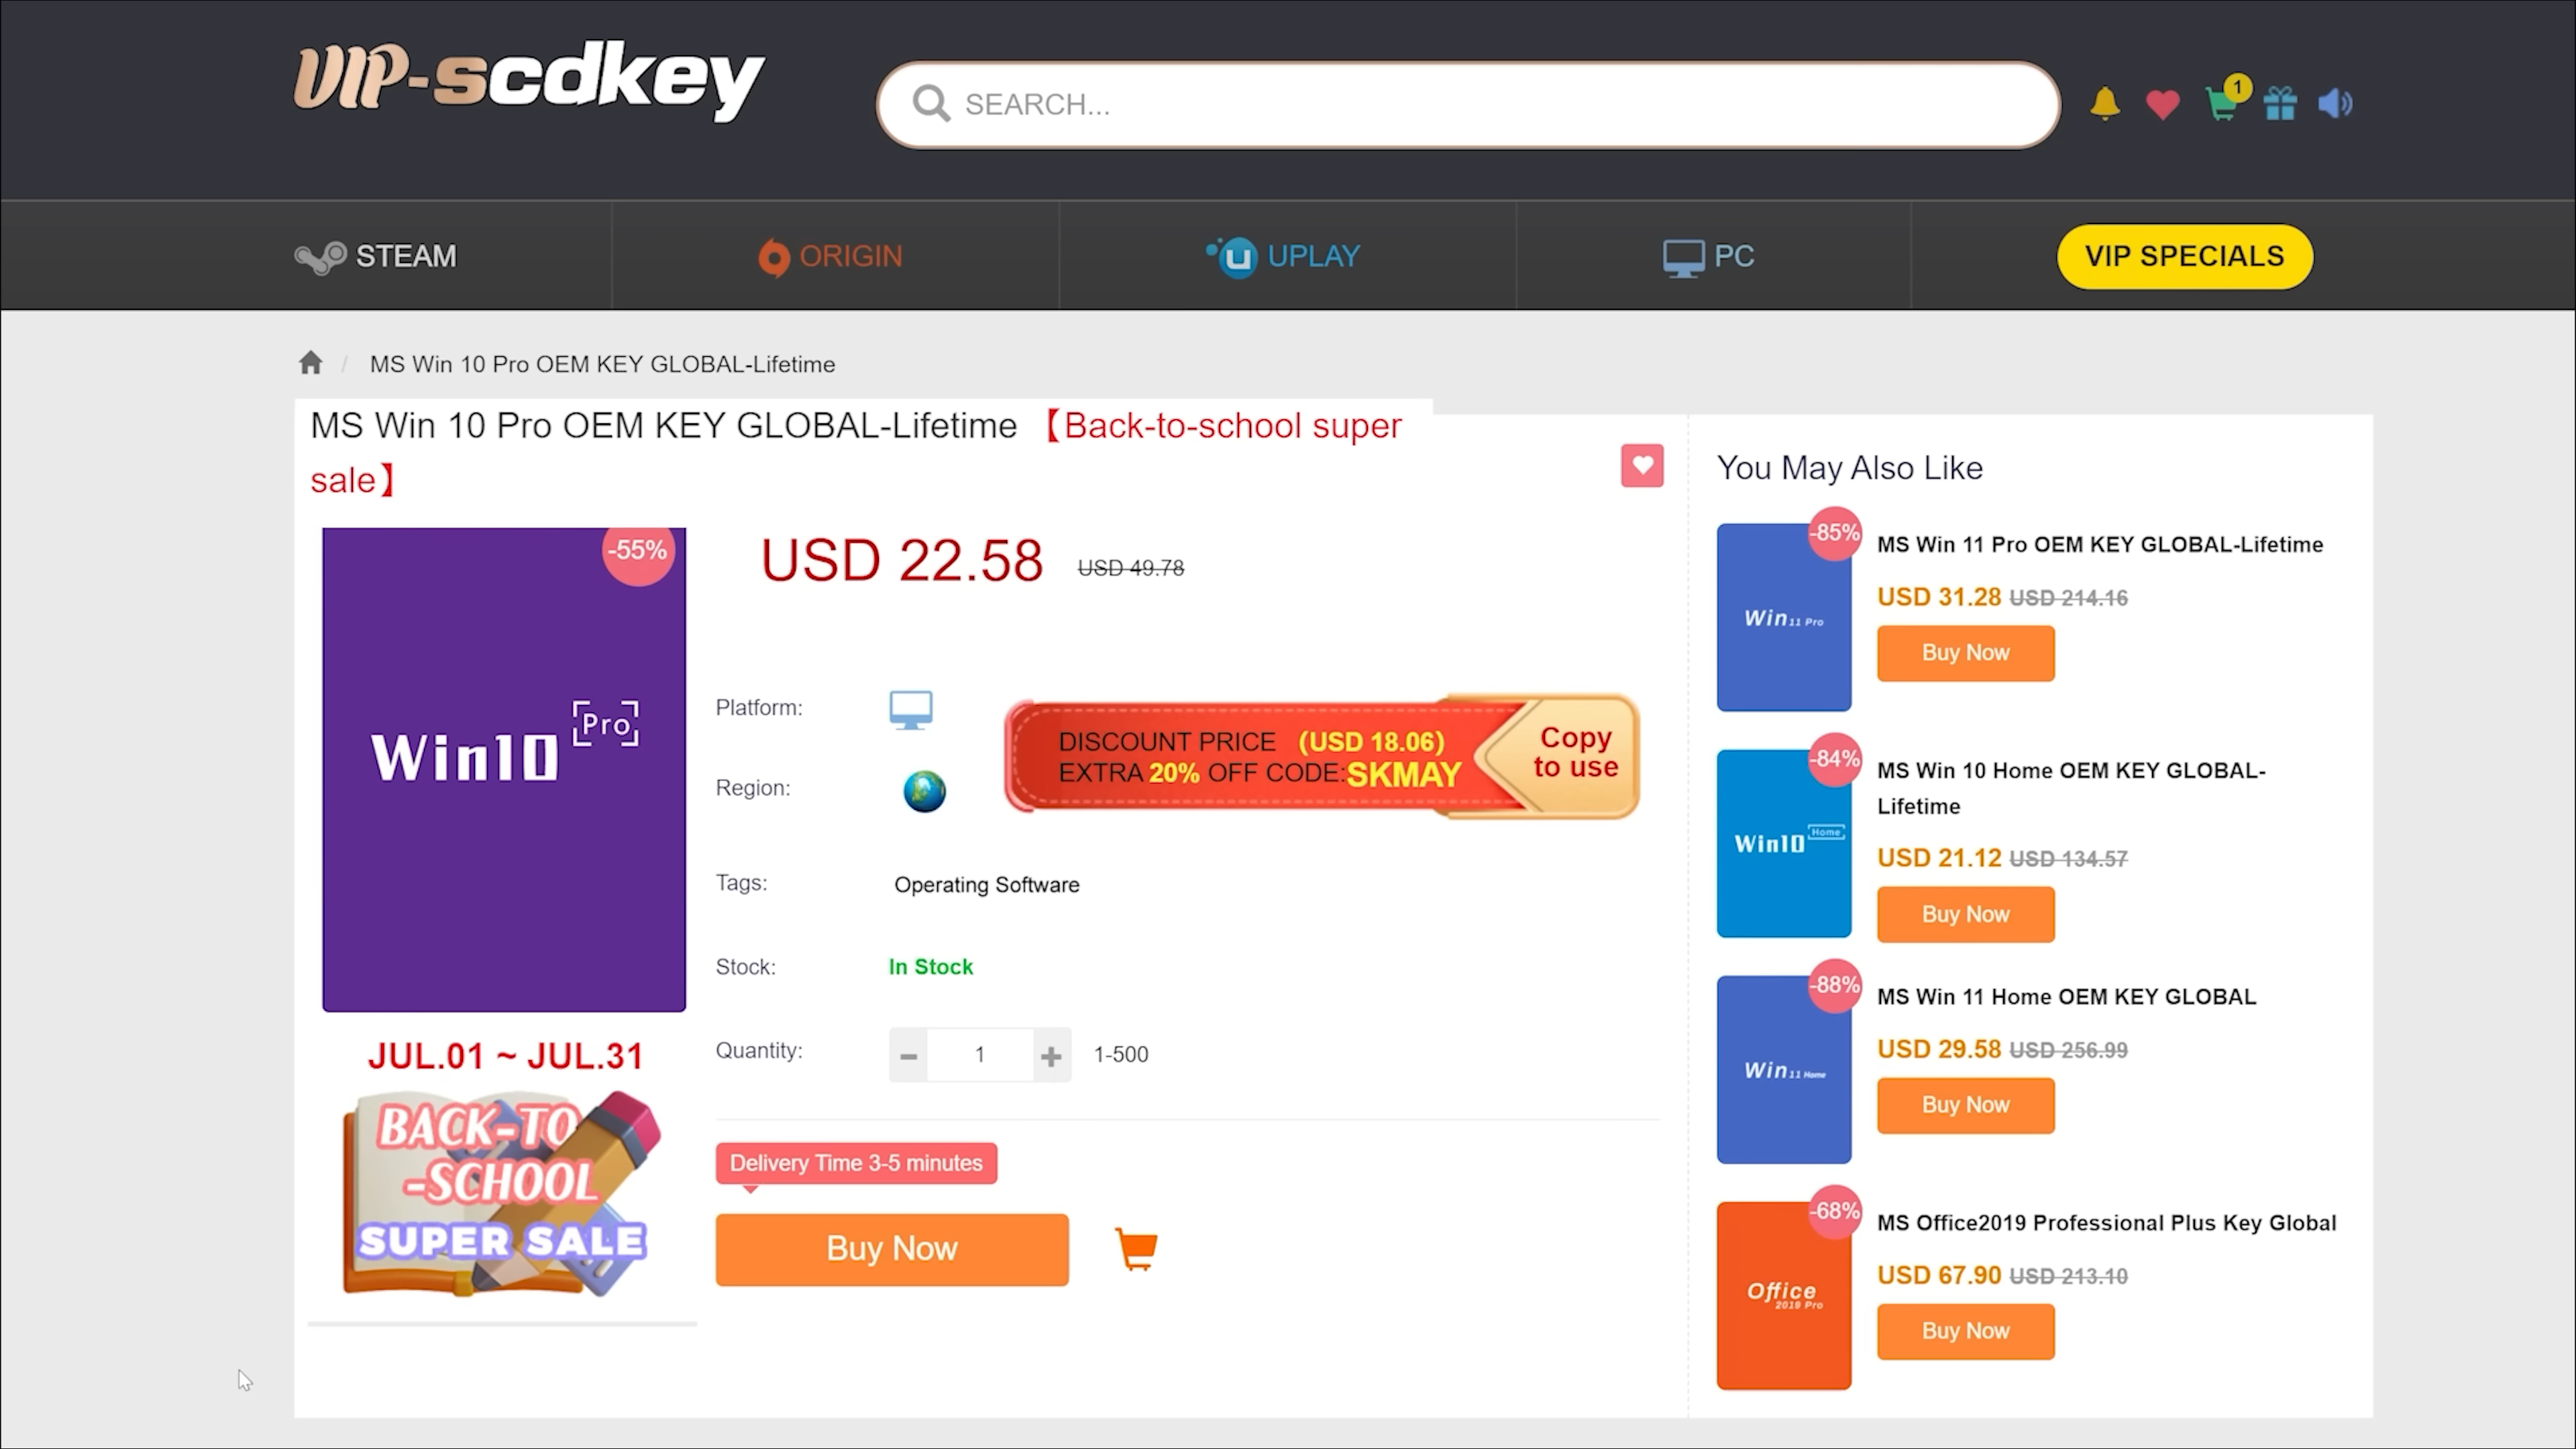 VIP-scdkey
SEARCH...
1
STEAM
ORIGIN
UPLAY
PC
VIP SPECIALS
MS Win 10 Pro OEM KEY GLOBAL-Lifetime
MS Win 10 Pro OEM KEY GLOBAL-Lifetime 【Back-to-school super
sale】
-55%
Win10 Pro
JUL.01 ~ JUL.31
BACK-TO
-SCHOOL
SUPER SALE
USD 22.58 USD 49.78
Platform:
DISCOUNT PRICE (USD 18.06)
EXTRA 20% OFF CODE:SKMAY
Copy
to use
Region:
Tags: Operating Software
Stock: In Stock
Quantity: 1 1-500
Delivery Time 3-5 minutes
Buy Now
You May Also Like
-85%
Win 11 Pro
MS Win 11 Pro OEM KEY GLOBAL-Lifetime
USD 31.28 USD 214.16
Buy Now
-84%
Win10 Home
MS Win 10 Home OEM KEY GLOBAL-
Lifetime
USD 21.12 USD 134.57
Buy Now
-88%
Win 11 Home
MS Win 11 Home OEM KEY GLOBAL
USD 29.58 USD 256.99
Buy Now
-68%
Office
2019 Pro
MS Office2019 Professional Plus Key Global
USD 67.90 USD 213.10
Buy Now